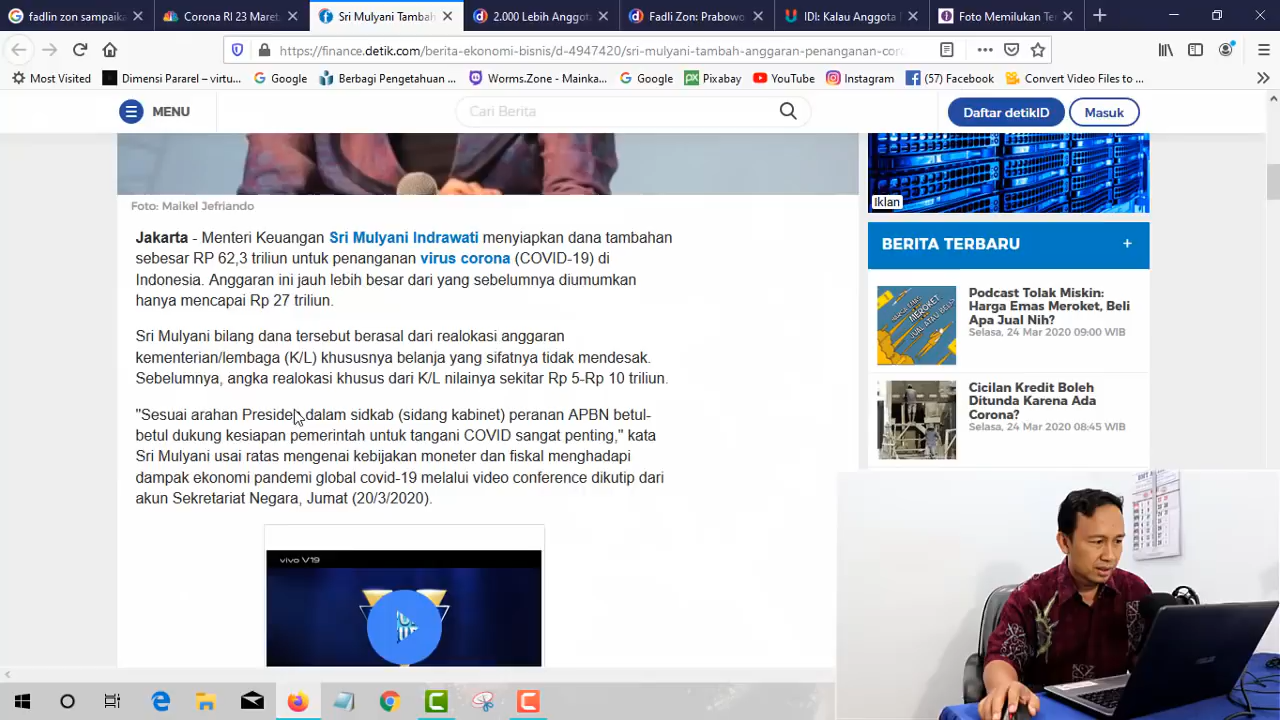 fadlin zon sampaika
Corona RI 23 Maret
Sri Mulyani Tambah
2.000 Lebih Anggota
Fadli Zon: Prabowo
IDI: Kalau Anggota
Foto Memilukan Te
https://finance.detik.com/berita-ekonomi-bisnis/d-4947420/sri-mulyani-tambah-anggaran-penanganan-cor
Most Visited
Dimensi Pararel – virtu...
Google
Berbagi Pengetahuan ...
Worms.Zone - Mainka...
Google
Pixabay
YouTube
Instagram
(57) Facebook
Convert Video Files to ...
MENU
Cari Berita
Daftar detikID
Masuk
Foto: Maikel Jefriando
Jakarta - Menteri Keuangan Sri Mulyani Indrawati menyiapkan dana tambahan
sebesar RP 62,3 triliun untuk penanganan virus corona (COVID-19) di
Indonesia. Anggaran ini jauh lebih besar dari yang sebelumnya diumumkan
hanya mencapai Rp 27 triliun.
Sri Mulyani bilang dana tersebut berasal dari realokasi anggaran
kementerian/lembaga (K/L) khususnya belanja yang sifatnya tidak mendesak.
Sebelumnya, angka realokasi khusus dari K/L nilainya sekitar Rp 5-Rp 10 triliun.
"Sesuai arahan Presiden dalam sidkab (sidang kabinet) peranan APBN betul-
betul dukung kesiapan pemerintah untuk tangani COVID sangat penting," kata
Sri Mulyani usai ratas mengenai kebijakan moneter dan fiskal menghadapi
dampak ekonomi pandemi global covid-19 melalui video conference dikutip dari
akun Sekretariat Negara, Jumat (20/3/2020).
vivo V19
Iklan
BERITA TERBARU +
HARGA EMAS
MEROKET
Podcast Tolak Miskin:
Harga Emas Meroket, Beli
Apa Jual Nih?
Selasa, 24 Mar 2020 09:00 WIB
Cicilan Kredit Boleh
Ditunda Karena Ada
Corona?
Selasa, 24 Mar 2020 08:45 WIB